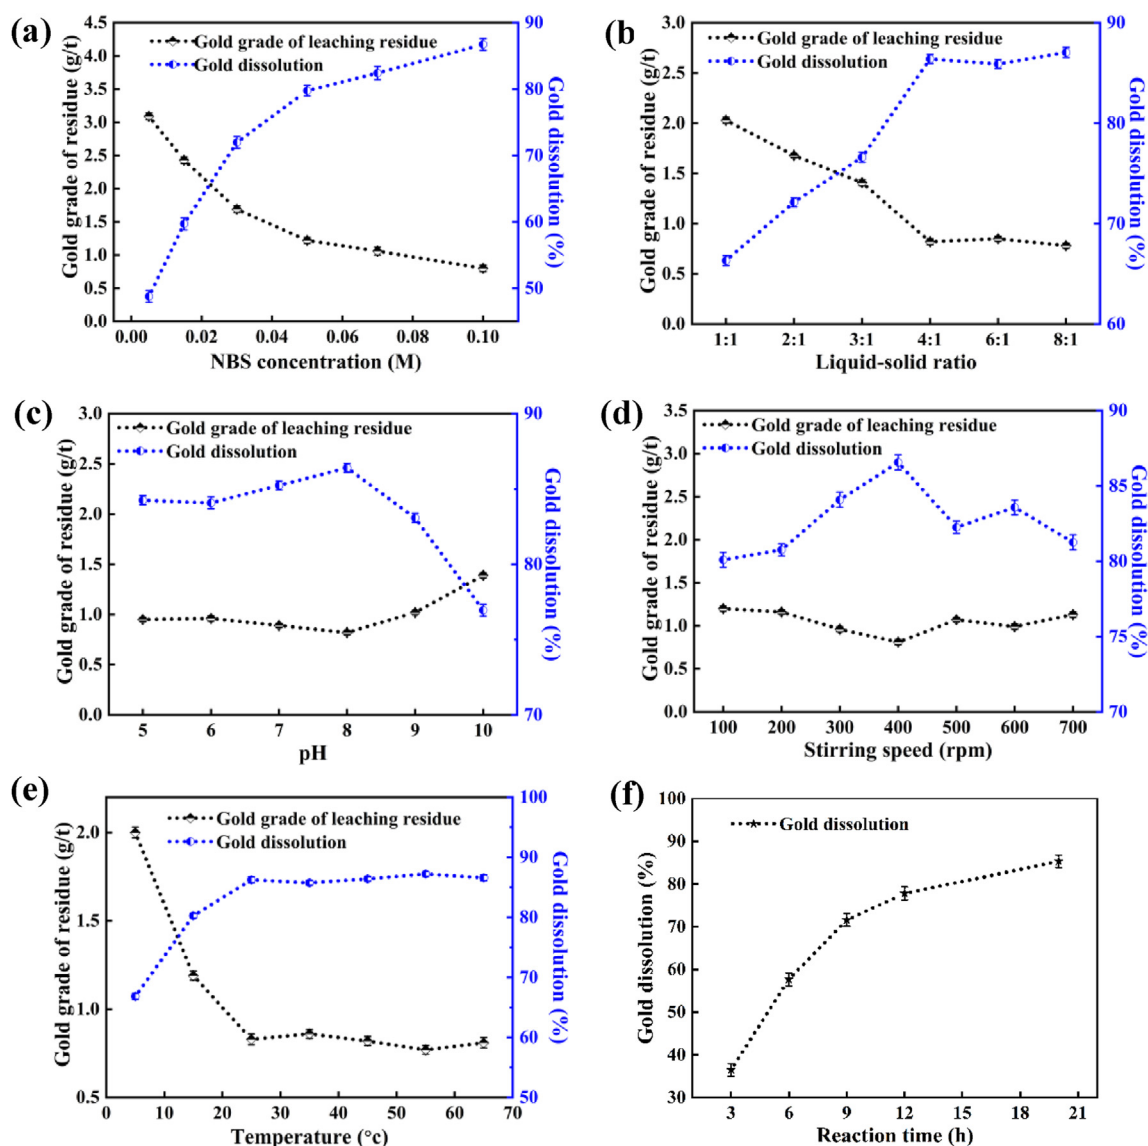 (a)
Gold grade of leaching residue
Gold dissolution
Gold grade of residue (g/t)
4.5
4.0
3.5
3.0
2.5
2.0
1.5
1.0
0.5
0.0
0.00 0.02 0.04 0.06 0.08 0.10
NBS concentration (M)
90
80
70
60
50
Gold dissolution (%)
(b)
Gold grade of leaching residue
Gold dissolution
Gold grade of residue (g/t)
3.0
2.5
2.0
1.5
1.0
0.5
0.0
1:1 2:1 3:1 4:1 6:1 8:1
Liquid-solid ratio
90
80
70
60
Gold dissolution (%)
(c)
Gold grade of leaching residue
Gold dissolution
Gold grade of residue (g/t)
3.0
2.5
2.0
1.5
1.0
0.5
0.0
5 6 7 8 9 10
pH
90
80
70
Gold dissolution (%)
(d)
Gold grade of leaching residue
Gold dissolution
Gold grade of residue (g/t)
3.5
3.0
2.5
2.0
1.5
1.0
0.5
0.0
100 200 300 400 500 600 700
Stirring speed (rpm)
90
85
80
75
70
Gold dissolution (%)
(e)
Gold grade of leaching residue
Gold dissolution
Gold grade of residue (g/t)
2.0
1.5
1.0
0.5
0 10 20 30 40 50 60 70
Temperature (°c)
100
90
80
70
60
50
Gold dissolution (%)
(f)
Gold dissolution
Gold dissolution (%)
100
90
80
70
60
50
40
30
3 6 9 12 15 18 21
Reaction time (h)